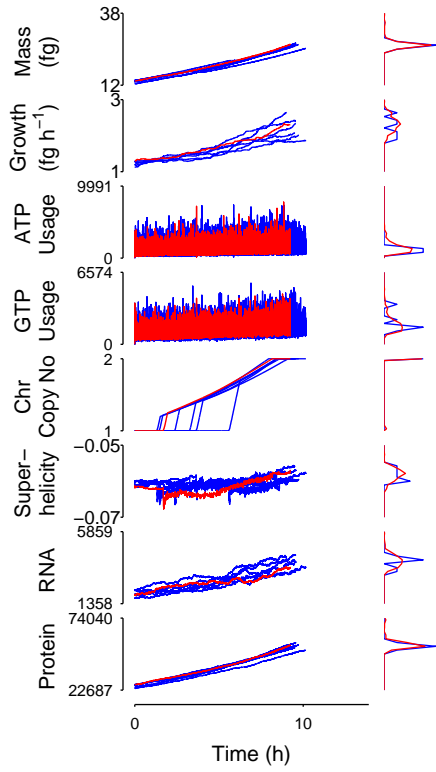 38
Mass
(fg)
12
3
Growth
(fg h⁻¹)
1
9991
ATP
Usage
0
6574
GTP
Usage
0
2
Chr
Copy No
1
−0.05
Super−
helicity
−0.07
5859
RNA
1358
74040
Protein
22687
0 10
Time (h)